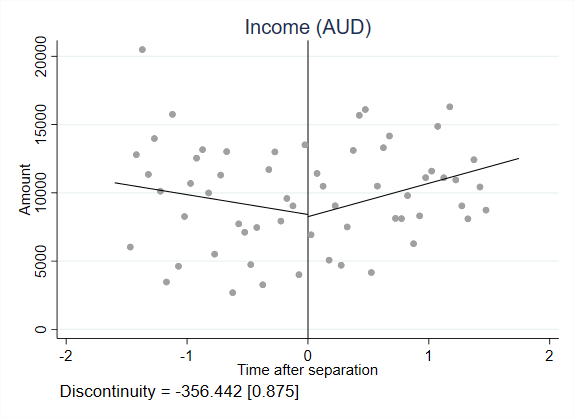 Income (AUD)
20000
15000
10000
5000
0
Amount
-2
-1
0
1
2
Time after separation
Discontinuity = -356.442 [0.875]